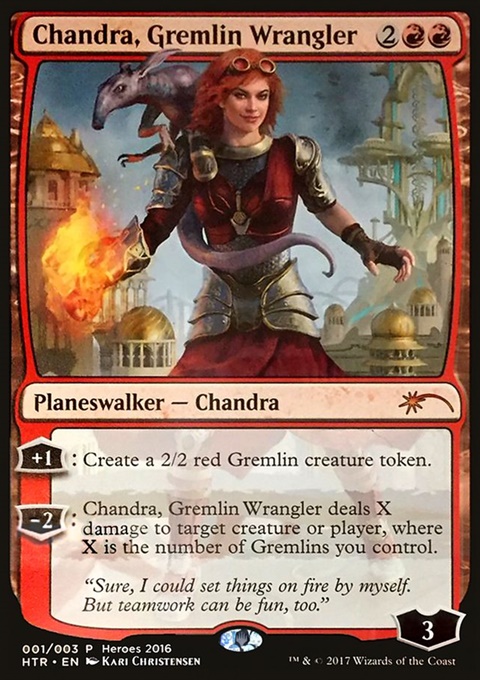 Chandra, Gremlin Wrangler 2
Planeswalker — Chandra
+1 : Create a 2/2 red Gremlin creature token.
-2 : Chandra, Gremlin Wrangler deals X
damage to target creature or player, where
X is the number of Gremlins you control.
“Sure, I could set things on fire by myself.
But teamwork can be fun, too.”
3
001/003 P Heroes 2016
HTR • EN Kari Christensen
™ & © 2017 Wizards of the Coast